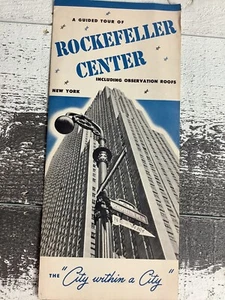 A GUIDED TOUR OF
ROCKEFELLER
CENTER
INCLUDING OBSERVATION ROOFS
NEW YORK
THE "City within a City"